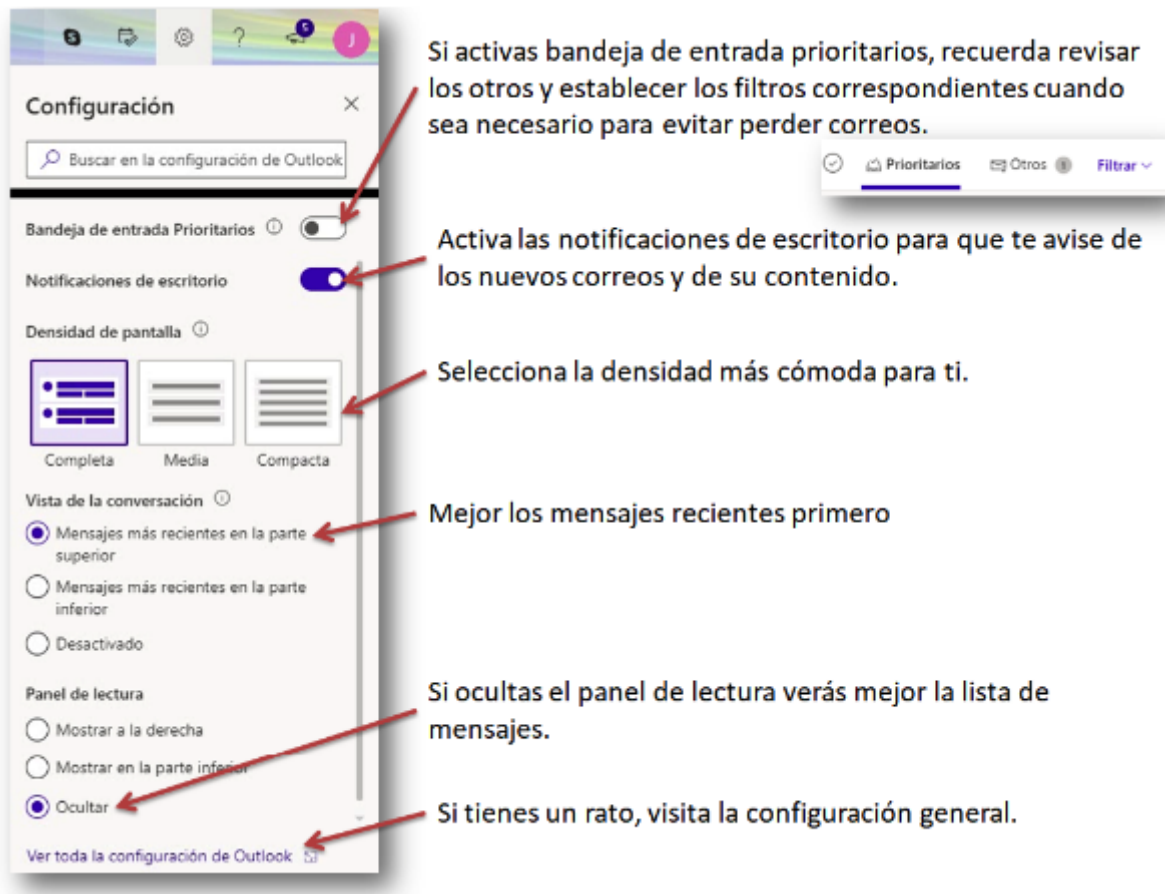 5
J
Si activas bandeja de entrada prioritarios, recuerda revisar
los otros y establecer los filtros correspondientes cuando
sea necesario para evitar perder correos.
Configuración
Buscar en la configuración de Outlook
Prioritarios Otros Filtrar
Bandeja de entrada Prioritarios
Activa las notificaciones de escritorio para que te avise de
los nuevos correos y de su contenido.
Notificaciones de escritorio
Densidad de pantalla
Selecciona la densidad más cómoda para ti.
Completa Media Compacta
Vista de la conversación
Mensajes más recientes en la parte
superior
Mejor los mensajes recientes primero
Mensajes más recientes en la parte
inferior
Desactivado
Panel de lectura
Si ocultas el panel de lectura verás mejor la lista de
mensajes.
Mostrar a la derecha
Mostrar en la parte inferior
Ocultar
Si tienes un rato, visita la configuración general.
Ver toda la configuración de Outlook